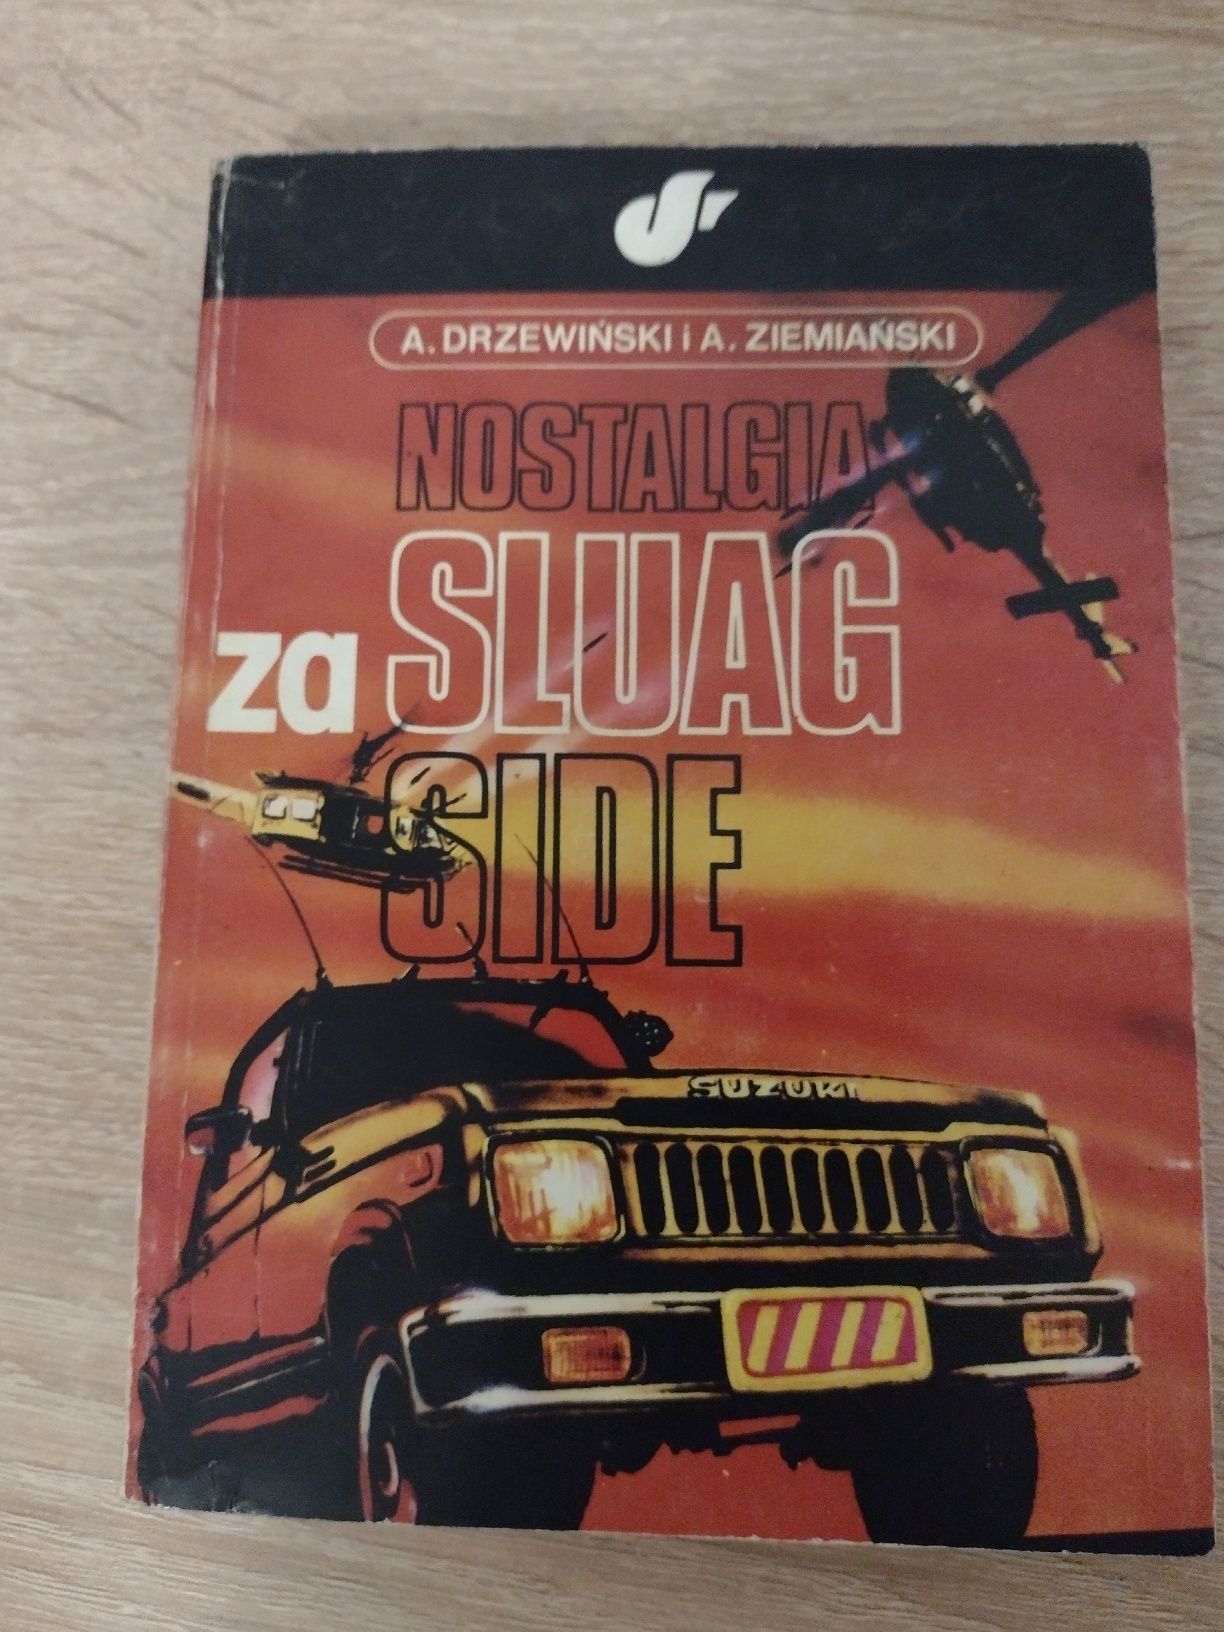 A. DRZEWIŃSKI i A. ZIEMIAŃSKI
NOSTALGIA
za SLUAG
SIDE
SUZUKI